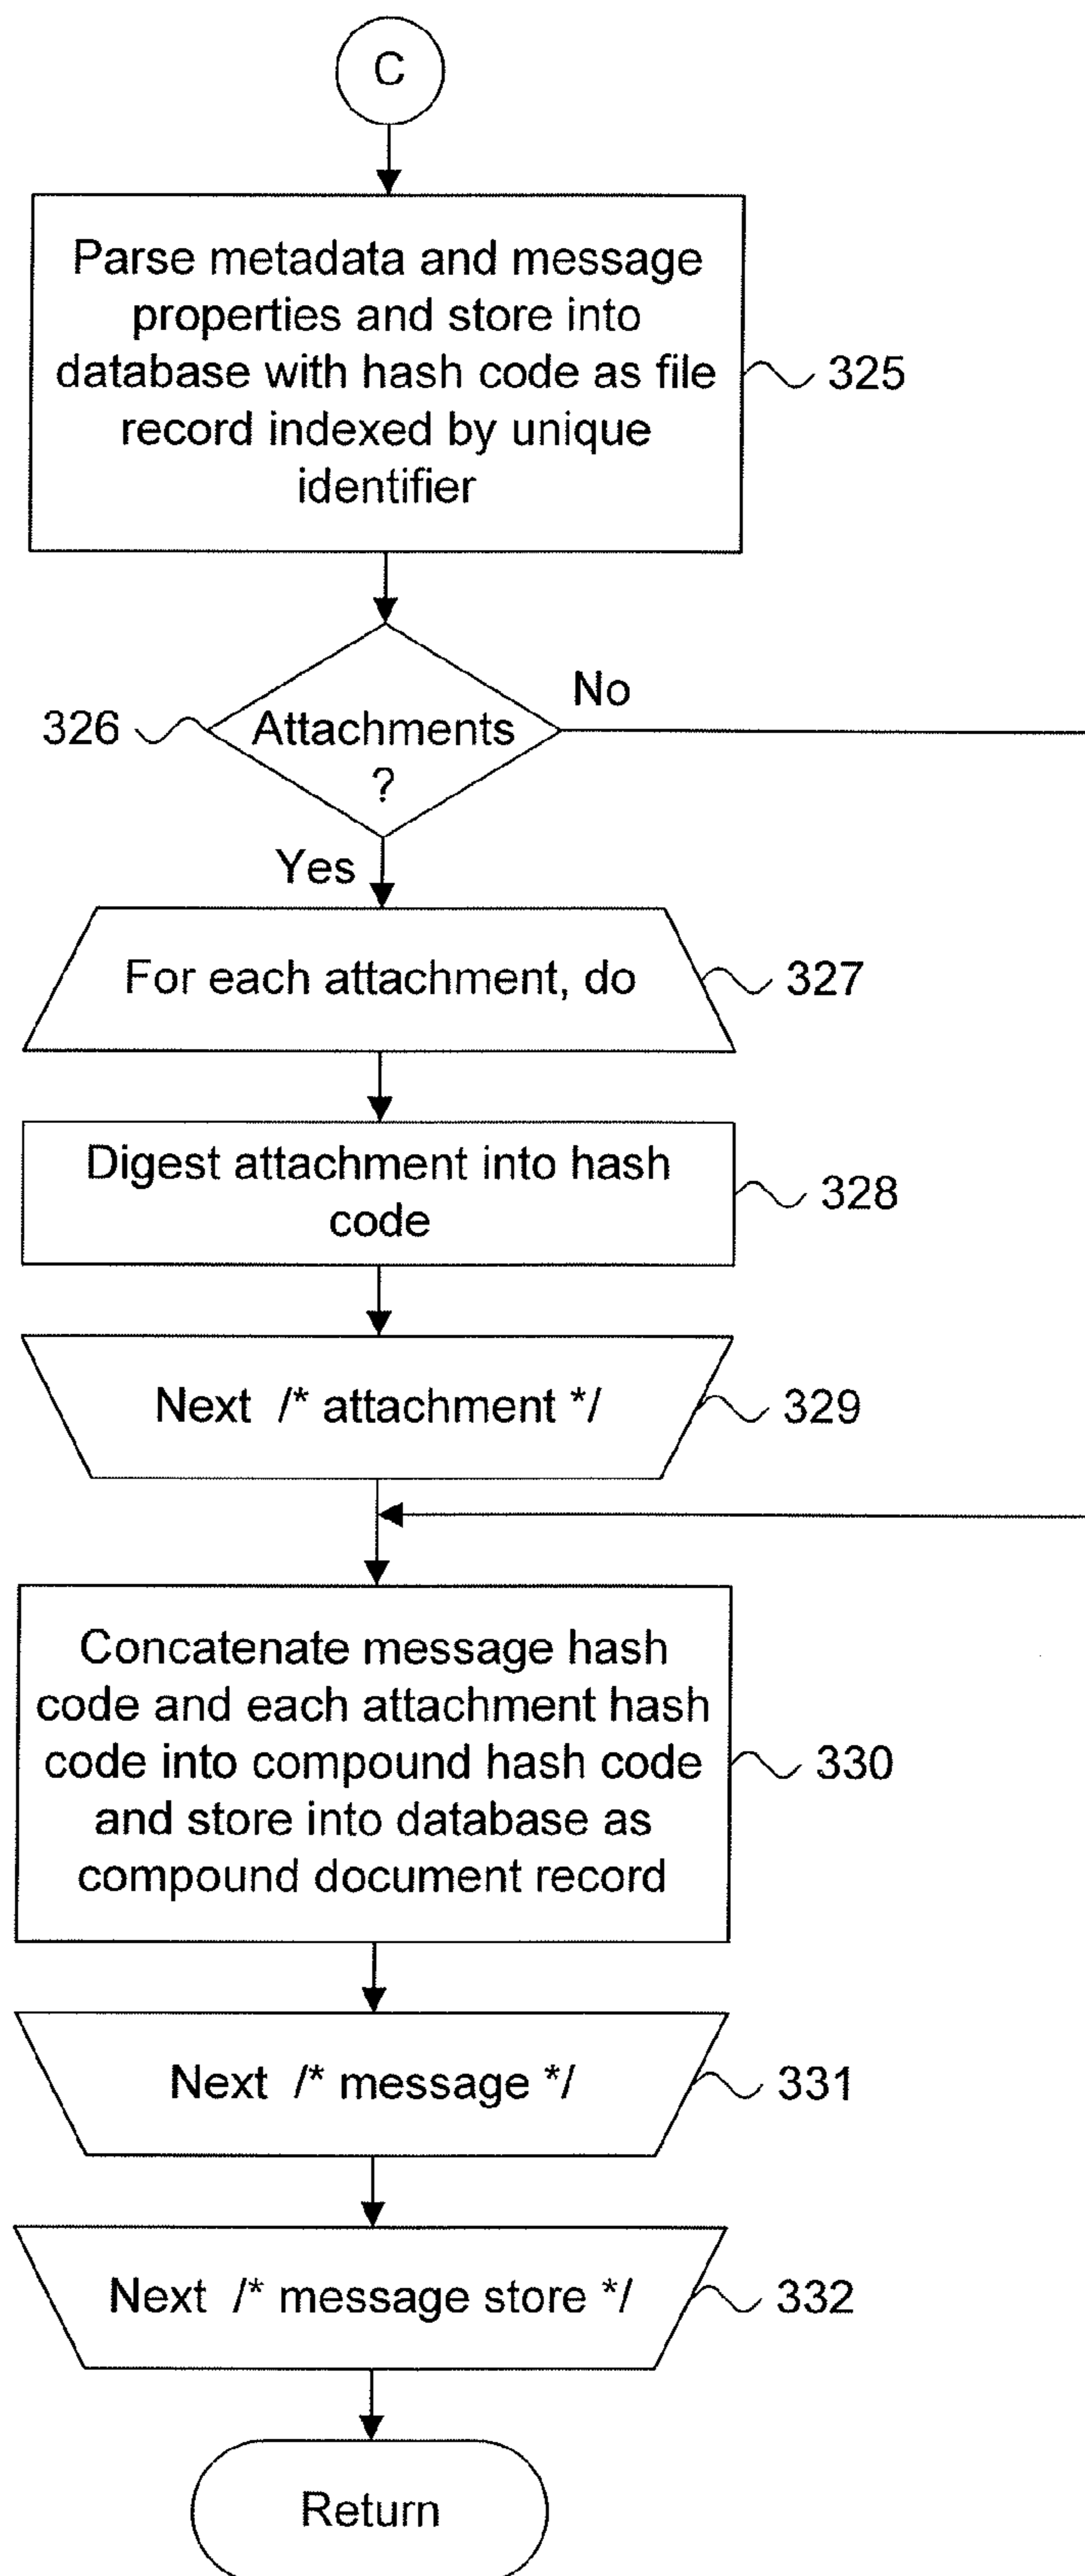 C
Parse metadata and message
properties and store into
database with hash code as file
record indexed by unique
identifier
325
No
326
Attachments
?
Yes
For each attachment, do
327
Digest attachment into hash
code
328
Next /* attachment */
329
Concatenate message hash
code and each attachment hash
code into compound hash code
and store into database as
compound document record
330
Next /* message */
331
Next /* message store */
332
Return